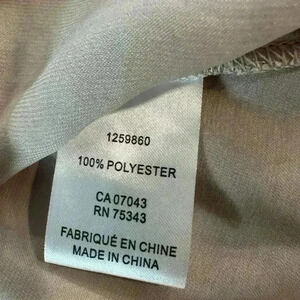 1259860
100% POLYESTER
CA 07043
RN 75343
FABRIQUÉ EN CHINE
MADE IN CHINA